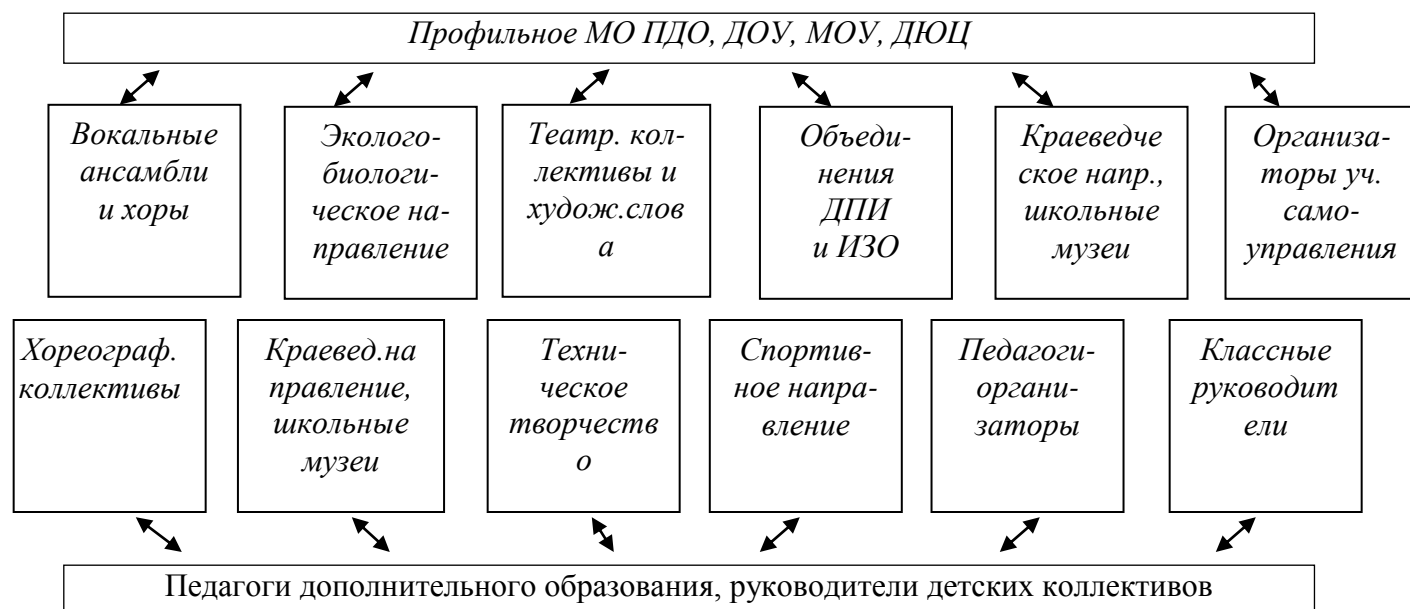 Профильное МО ПДО, ДОУ, МОУ, ДЮЦ
Вокальные
ансамбли
и хоры
Эколого-
биологи-
ческое на-
правление
Театр. кол-
лективы и
худож.слов
а
Объеди-
нения
ДПИ
и ИЗО
Краеведче
ское напр.,
школьные
музеи
Организа-
торы уч.
само-
управления
Хореограф.
коллективы
Краевед.на
правление,
школьные
музеи
Техни-
ческое
творчеств
о
Спортив-
ное напра-
вление
Педагоги-
органи-
заторы
Классные
руководит
ели
Педагоги дополнительного образования, руководители детских коллективов